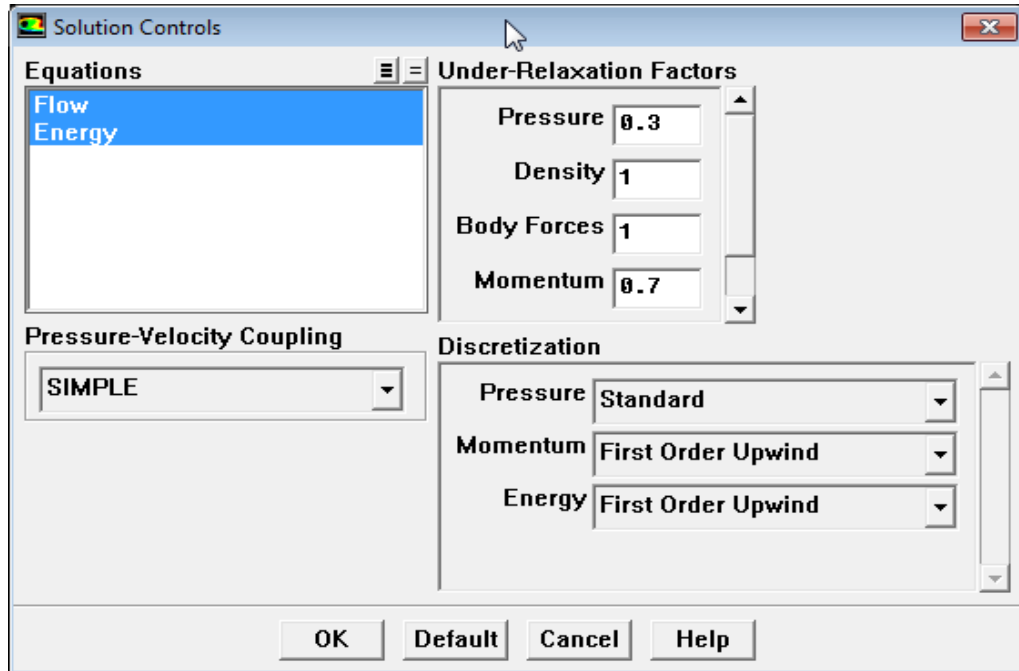 Solution Controls
Equations
Flow
Energy
Pressure-Velocity Coupling
SIMPLE
Under-Relaxation Factors
Pressure 0.3
Density 1
Body Forces 1
Momentum 0.7
Discretization
Pressure Standard
Momentum First Order Upwind
Energy First Order Upwind
OK Default Cancel Help